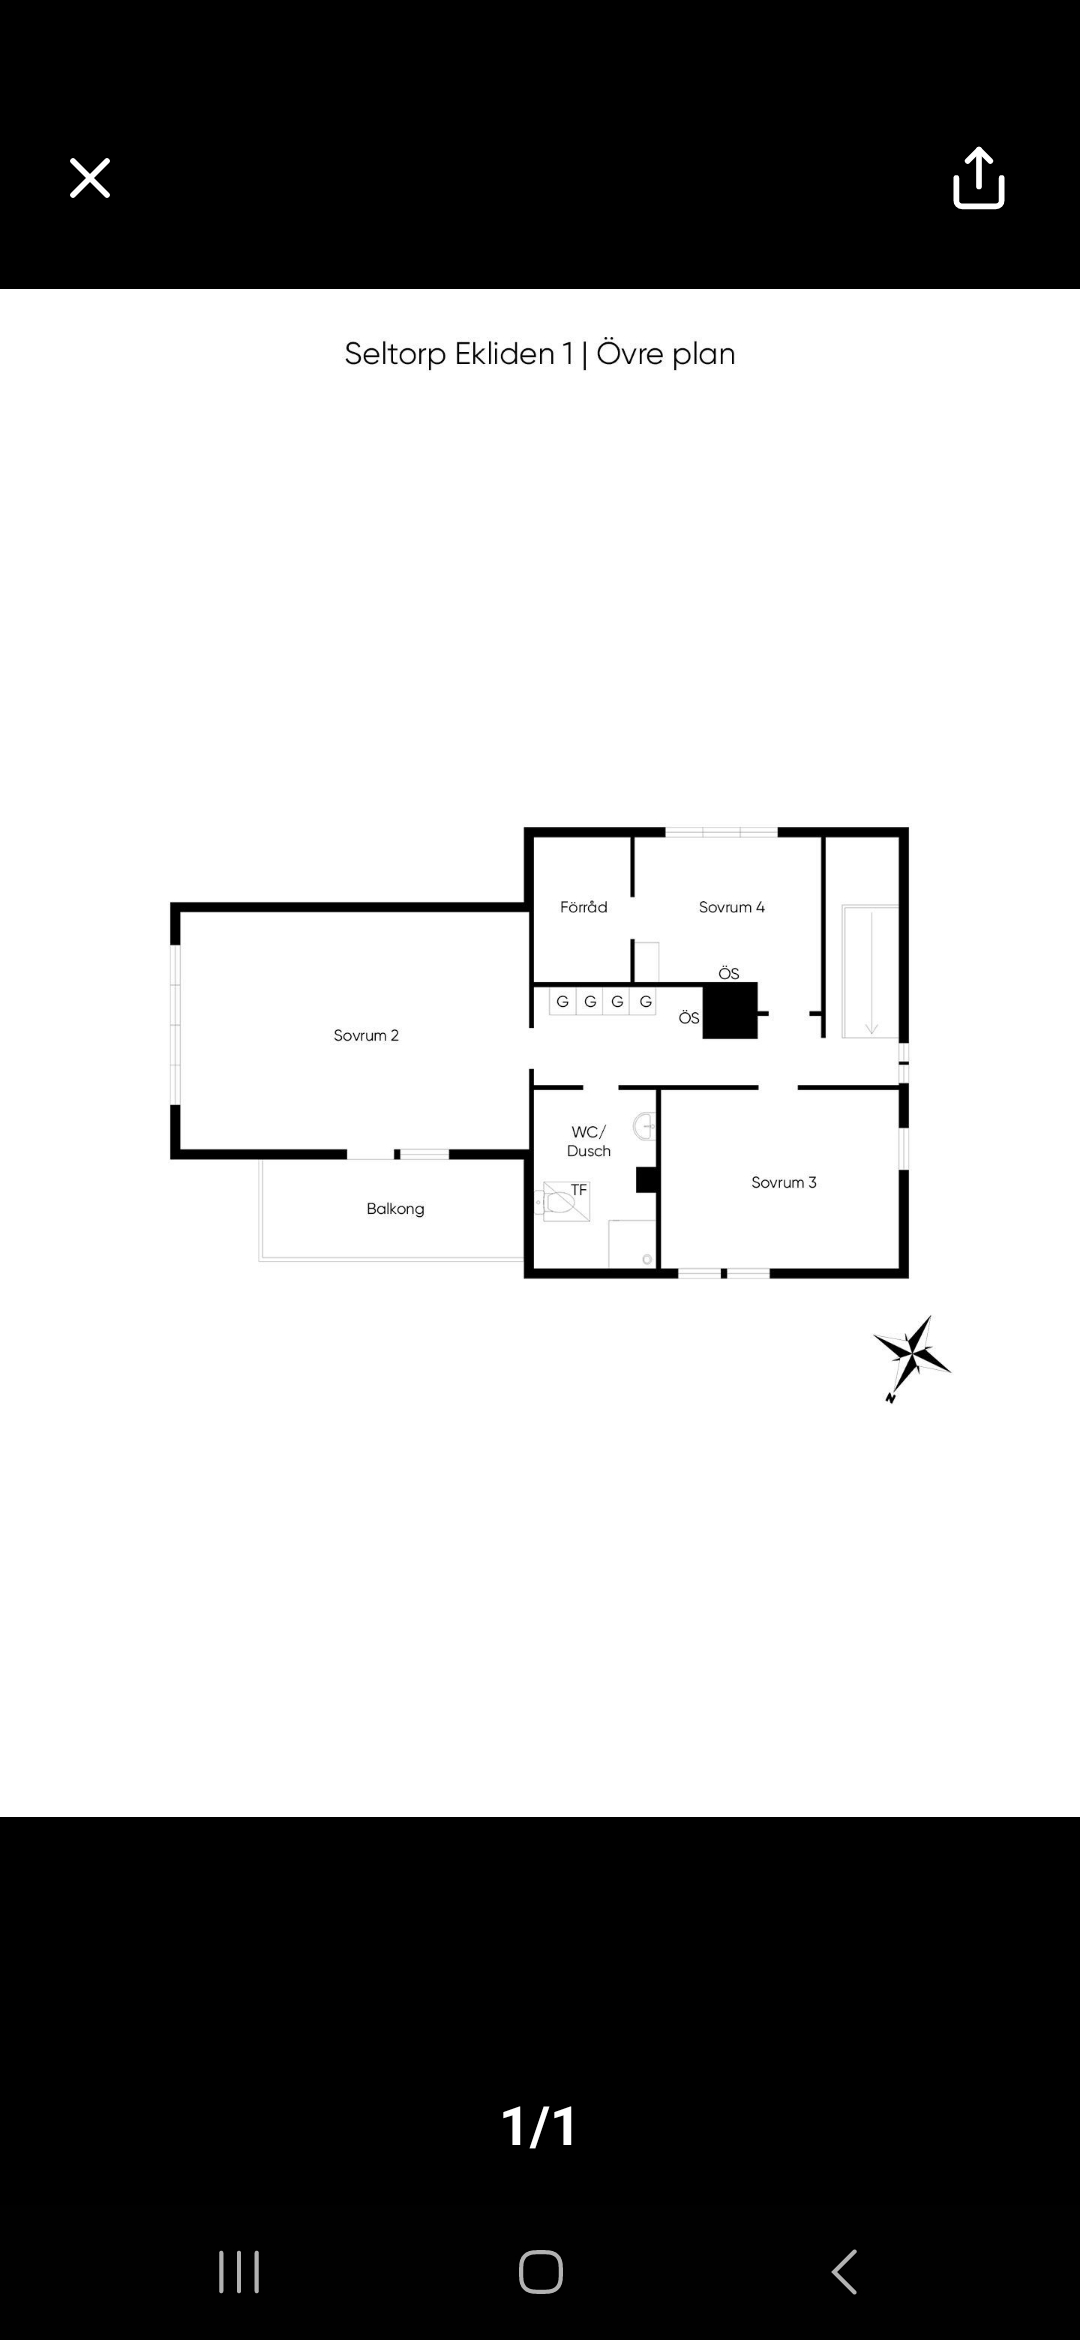 Seltorp Ekliden 1 | Övre plan
Förråd
Sovrum 4
ÖS
G G G G
ÖS
Sovrum 2
WC/
Dusch
TF
Sovrum 3
Balkong
N
1/1